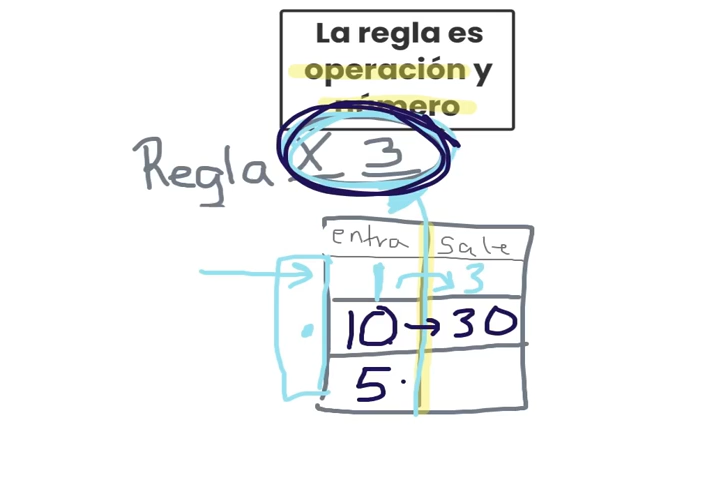 La regla es
operación y
número
Regla X 3
entra sale
1 → 3
10 → 30
5